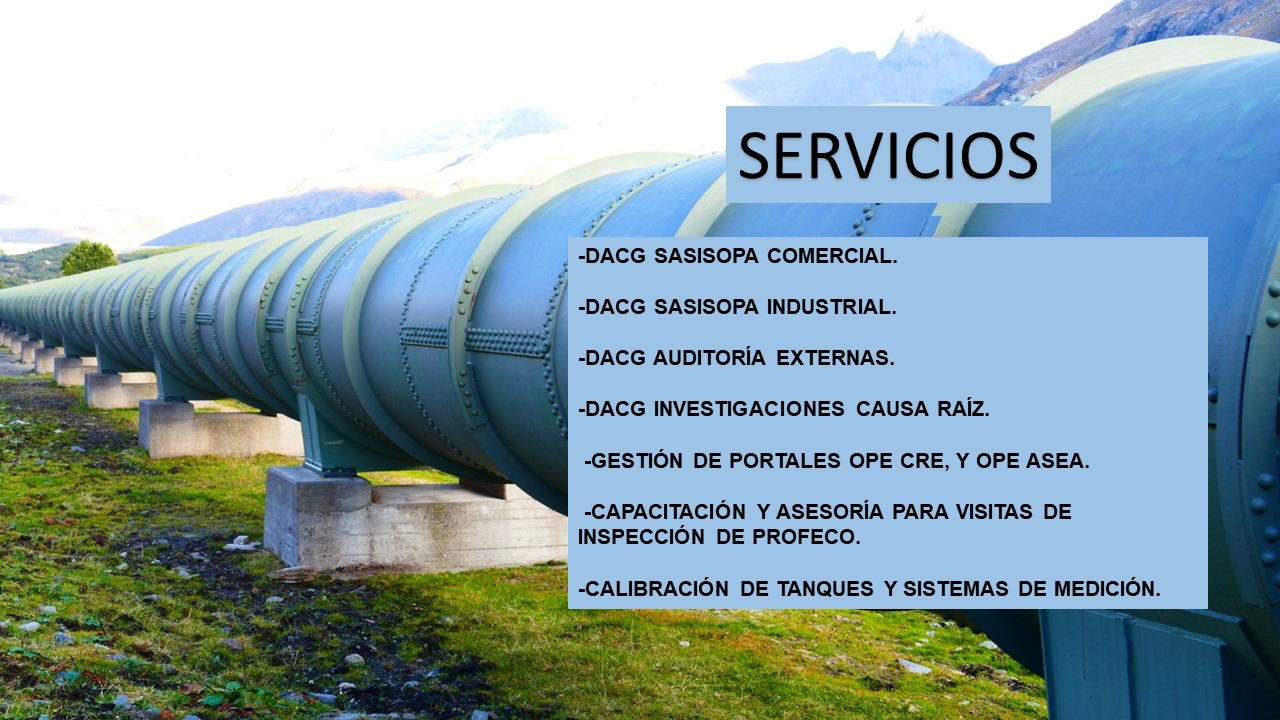 SERVICIOS
-DACG SASISOPA COMERCIAL.
-DACG SASISOPA INDUSTRIAL.
-DACG AUDITORÍA EXTERNAS.
-DACG INVESTIGACIONES CAUSA RAÍZ.
-GESTIÓN DE PORTALES OPE CRE, Y OPE ASEA.
-CAPACITACIÓN Y ASESORÍA PARA VISITAS DE
INSPECCIÓN DE PROFECO.
-CALIBRACIÓN DE TANQUES Y SISTEMAS DE MEDICIÓN.